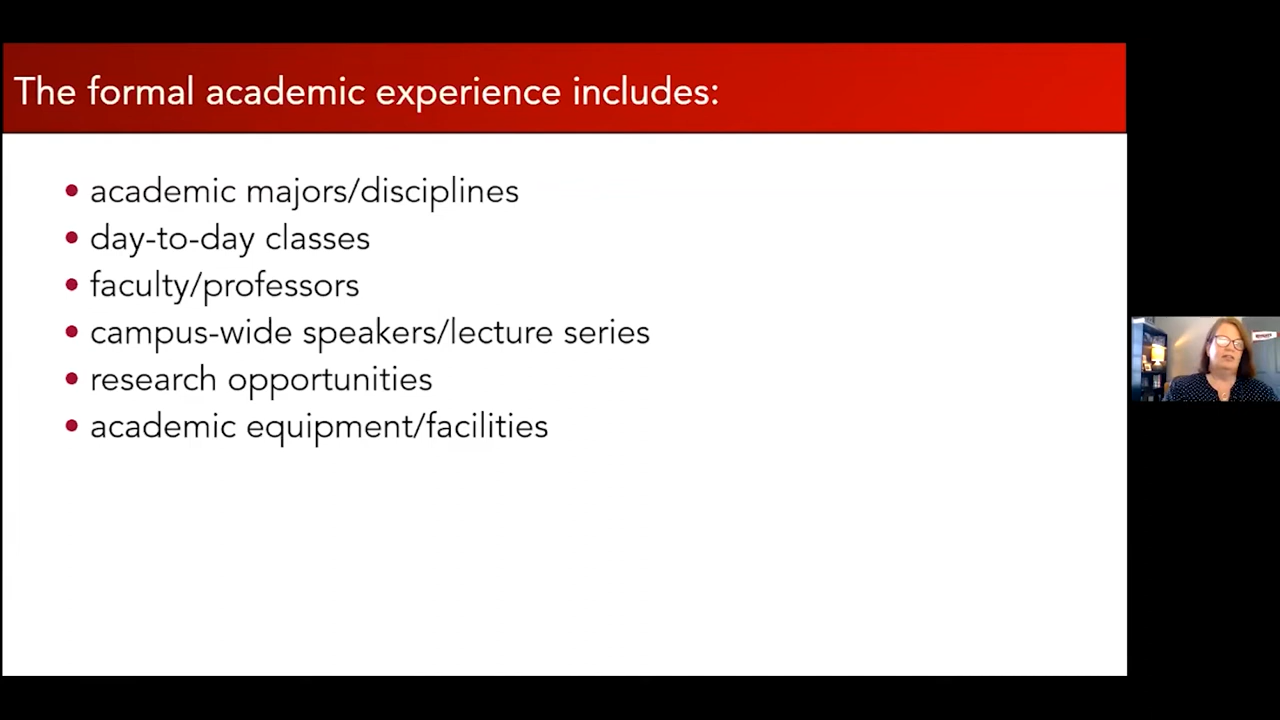 The formal academic experience includes:
• academic majors/disciplines
• day-to-day classes
• faculty/professors
• campus-wide speakers/lecture series
• research opportunities
• academic equipment/facilities